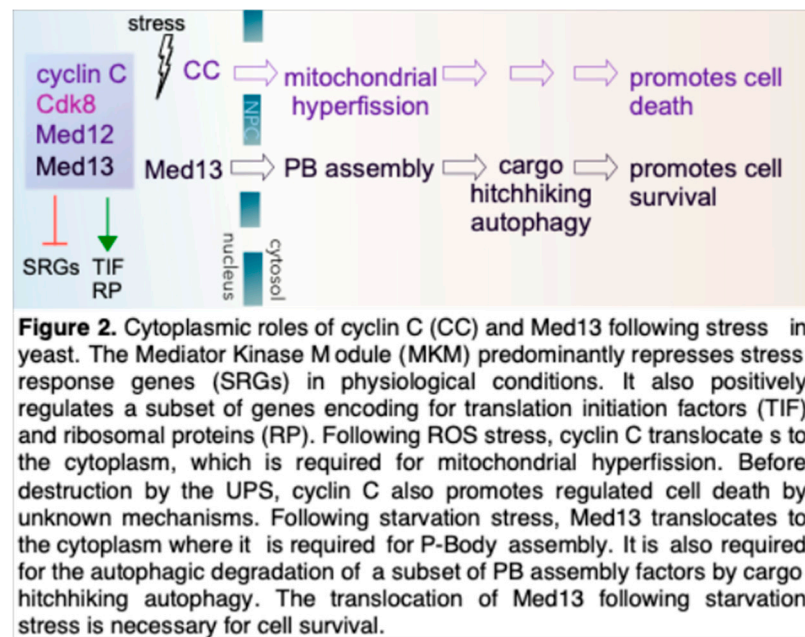 stress
cyclin C
Cdk8
Med12
Med13
CC
mitochondrial
hyperfission
promotes cell
death
NPC
Med13
PB assembly
cargo
hitchhiking
autophagy
promotes cell
survival
SRGs
TIF
RP
nucleus
cytosol
Figure 2. Cytoplasmic roles of cyclin C (CC) and Med13 following stress in
yeast. The Mediator Kinase M odule (MKM) predominantly represses stress
response genes (SRGs) in physiological conditions. It also positively
regulates a subset of genes encoding for translation initiation factors (TIF)
and ribosomal proteins (RP). Following ROS stress, cyclin C translocate s to
the cytoplasm, which is required for mitochondrial hyperfission. Before
destruction by the UPS, cyclin C also promotes regulated cell death by
unknown mechanisms. Following starvation stress, Med13 translocates to
the cytoplasm where it is required for P-Body assembly. It is also required
for the autophagic degradation of a subset of PB assembly factors by cargo
hitchhiking autophagy. The translocation of Med13 following starvation
stress is necessary for cell survival.